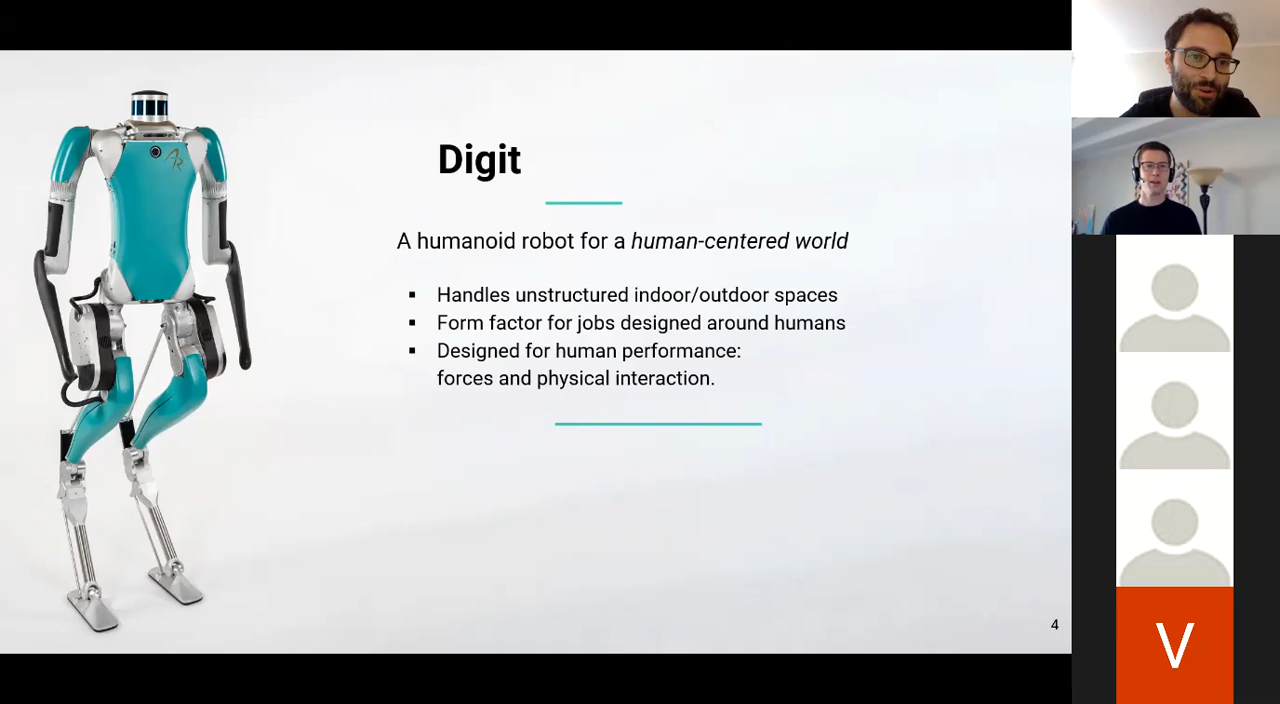 Digit
A humanoid robot for a human-centered world
▪ Handles unstructured indoor/outdoor spaces
▪ Form factor for jobs designed around humans
▪ Designed for human performance:
forces and physical interaction.
AR
4
V